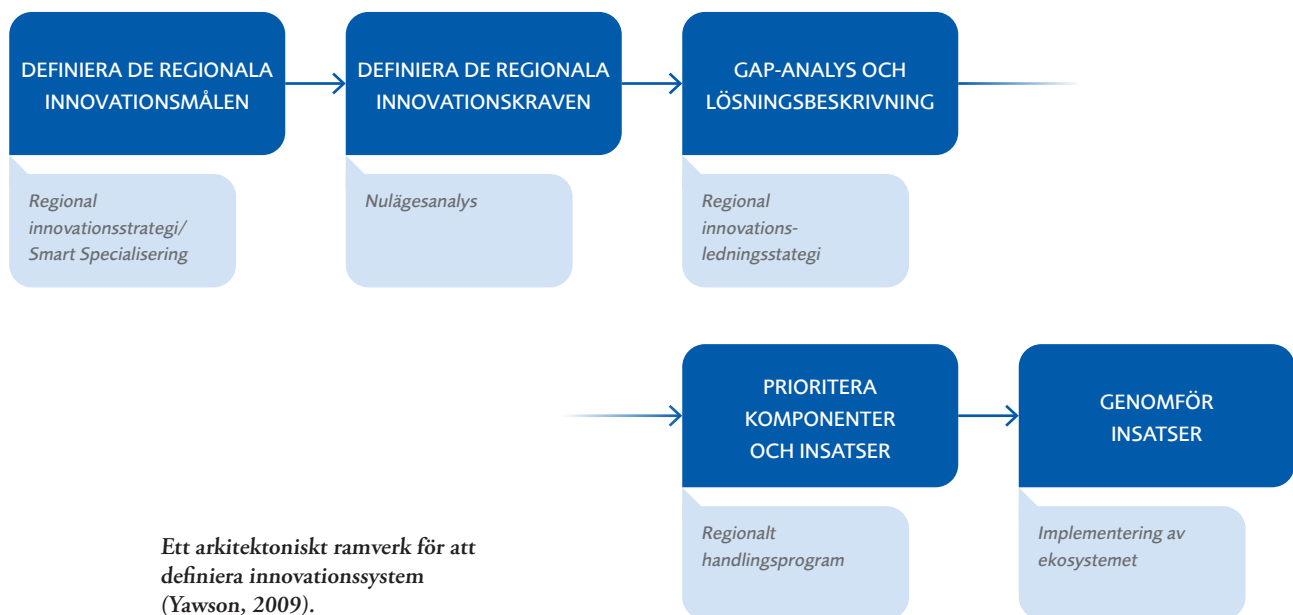 DEFINIERA DE REGIONALA
INNOVATIONSMÅLEN
Regional
innovationsstrategi/
Smart Specialisering
DEFINIERA DE REGIONALA
INNOVATIONSKRAVEN
Nulägesanalys
GAP-ANALYS OCH
LÖSNINGSBESKRIVNING
Regional
innovations-
ledningsstategi
PRIORITERA
KOMPONENTER
OCH INSATSER
Regionalt
handlingsprogram
GENOMFÖR
INSATSER
Implementering av
ekosystemet
Ett arkitektoniskt ramverk för att
definiera innovationssystem
(Yawson, 2009).